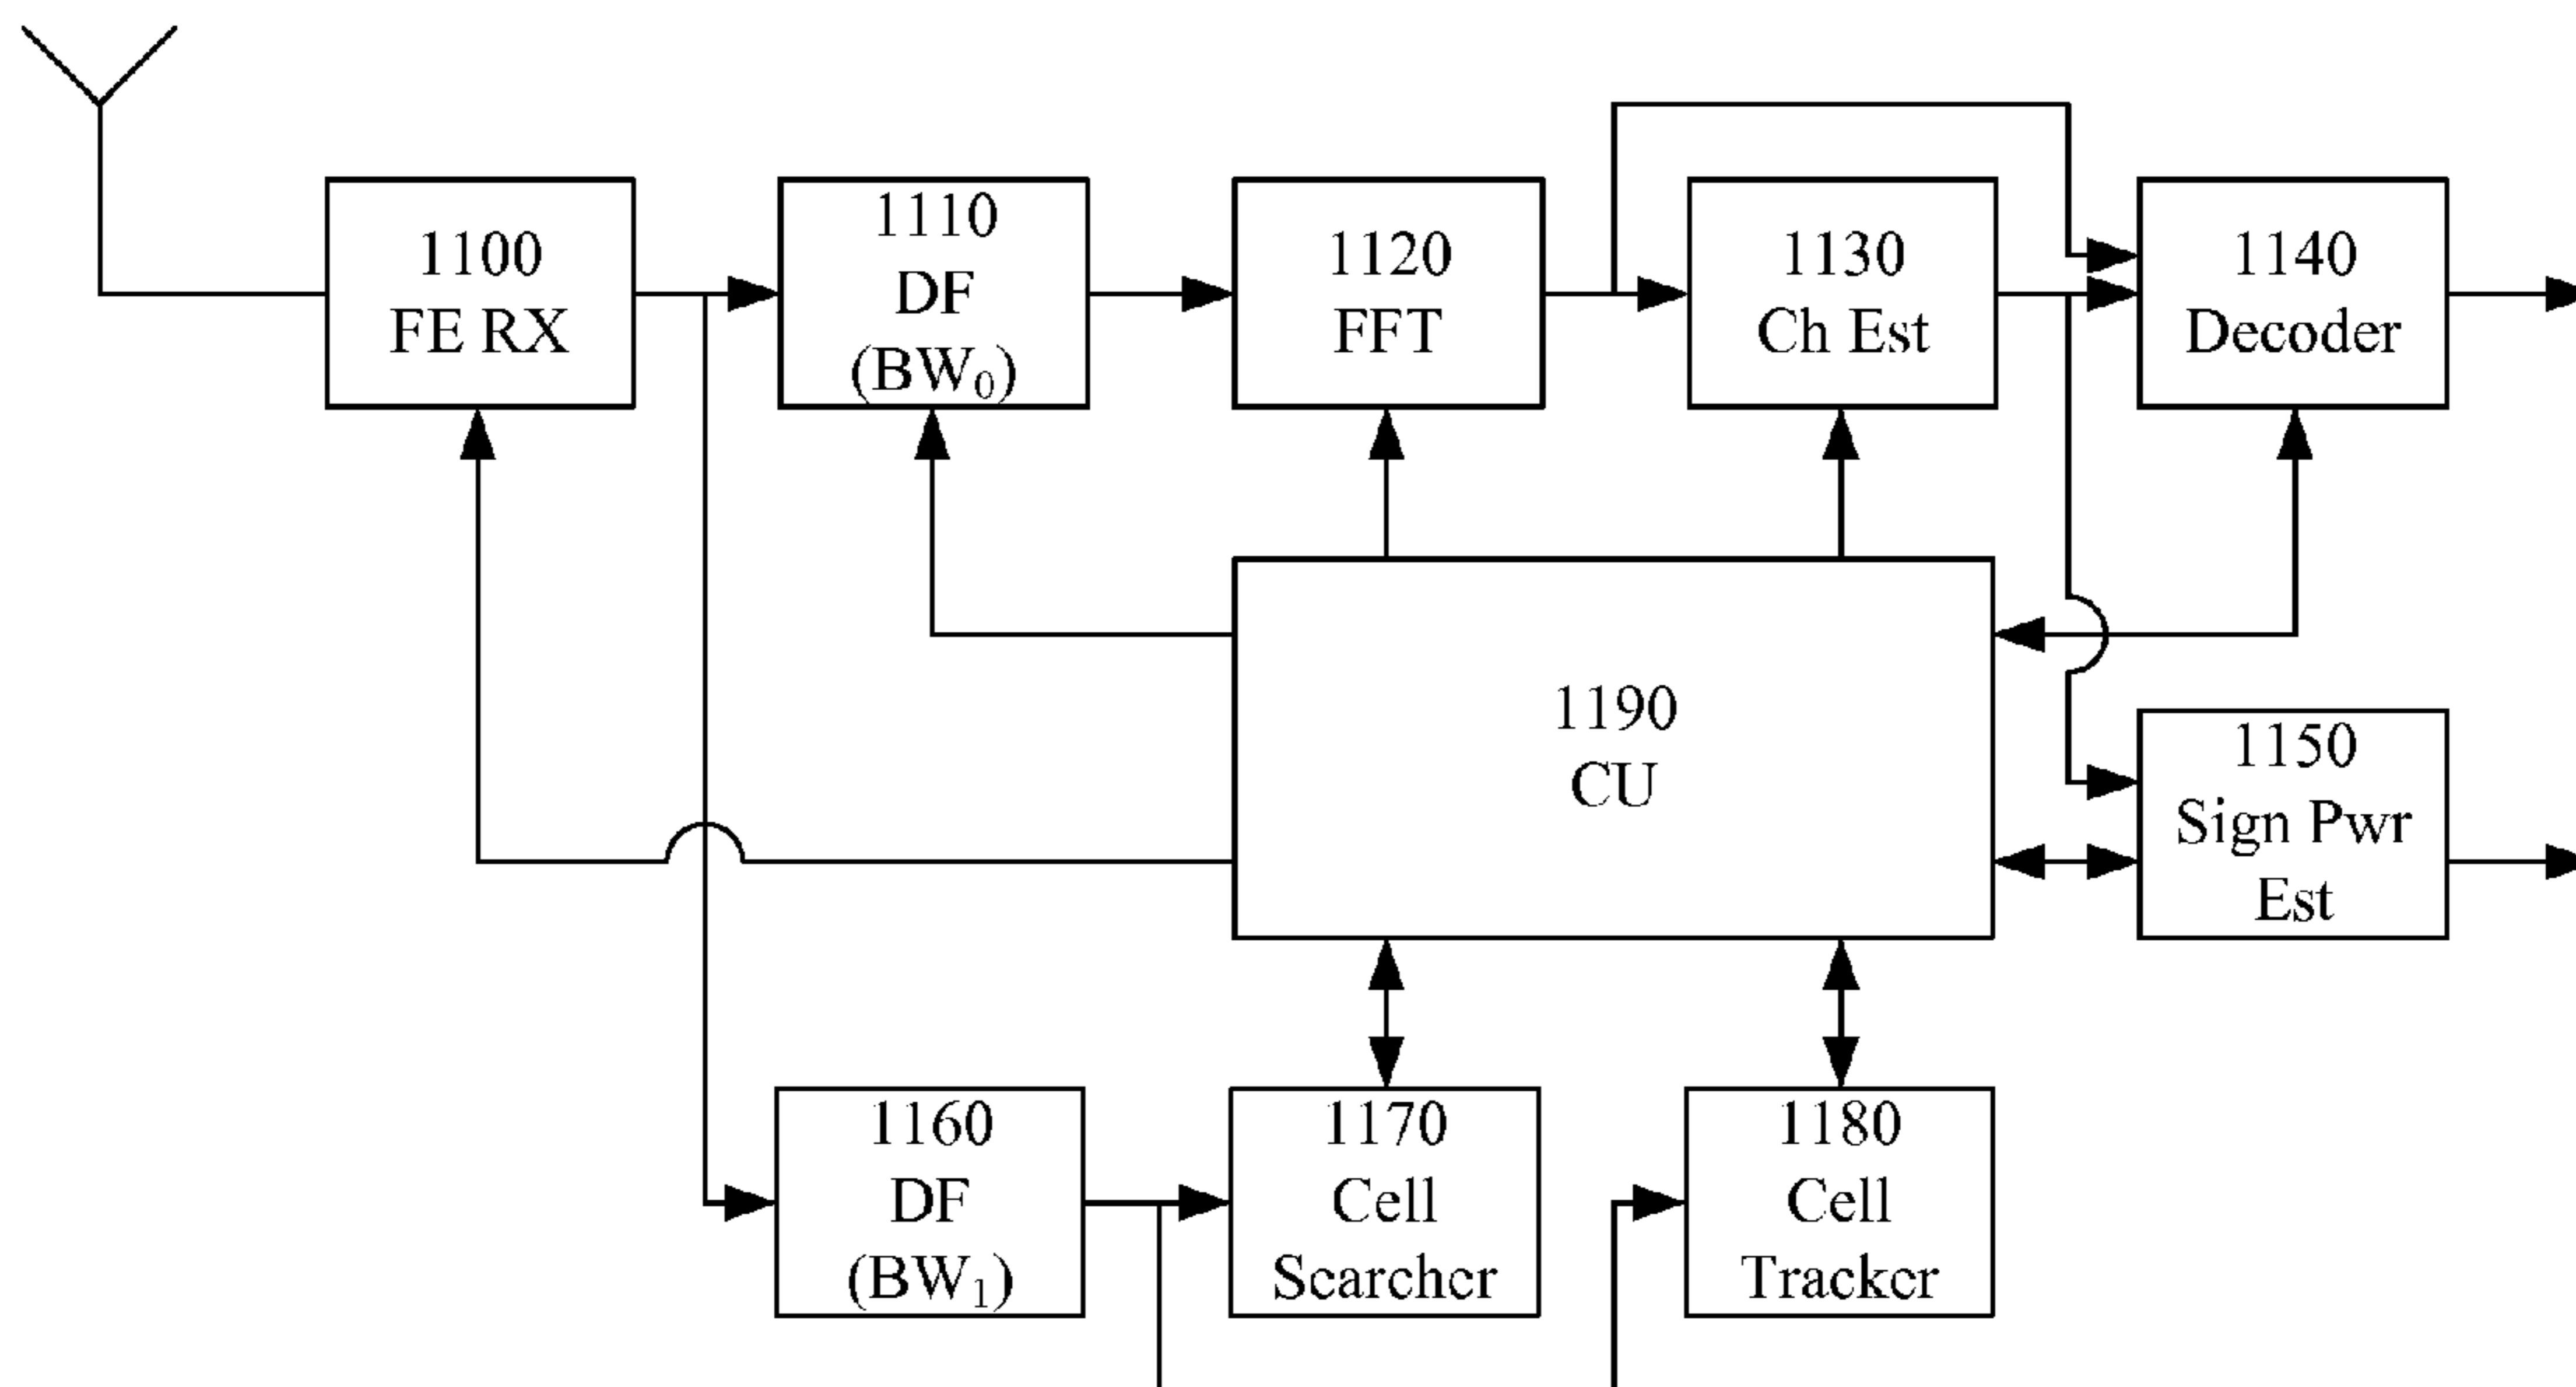 1100
FE RX
1110
DF
(BW₀)
1120
FFT
1130
Ch Est
1140
Decoder
1190
CU
1150
Sign Pwr
Est
1160
DF
(BW₁)
1170
Cell
Searcher
1180
Cell
Tracker